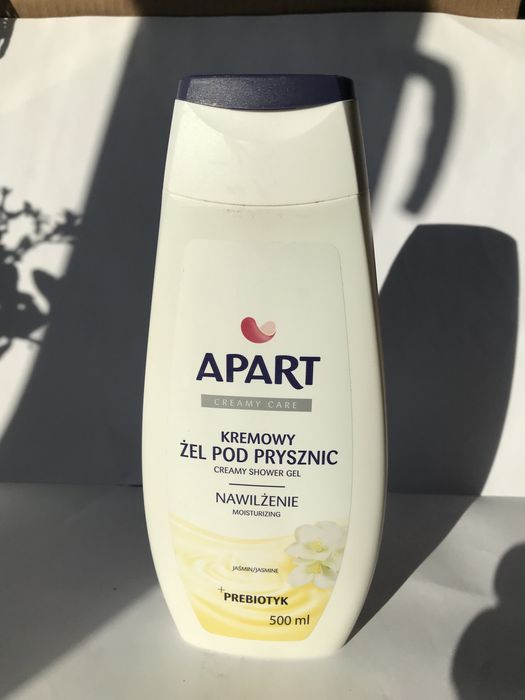 APART
CREAMY CARE
KREMOWY
ŻEL POD PRYSZNIC
CREAMY SHOWER GEL
NAWILŻENIE
MOISTURIZING
JAŚMIN/JASMINE
+PREBIOTYK
500 ml